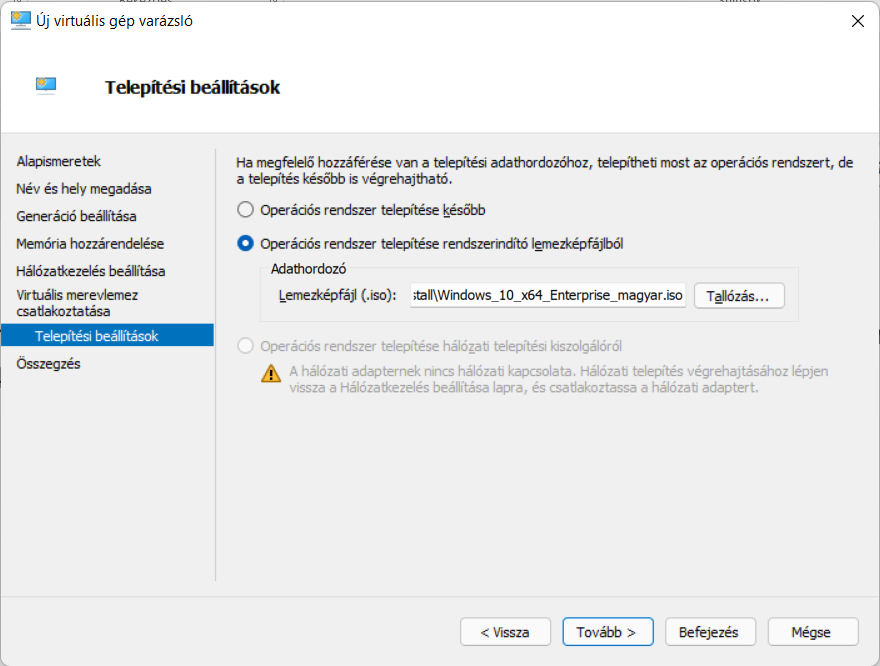 Új virtuális gép varázsló
Telepítési beállítások
Alapismeretek
Név és hely megadása
Generáció beállítása
Memória hozzárendelése
Hálózatkezelés beállítása
Virtuális merevlemez
csatlakoztatása
Telepítési beállítások
Összegzés
Ha megfelelő hozzáférése van a telepítési adathordozóhoz, telepítheti most az operációs rendszert, de
a telepítés később is végrehajtható.
Operációs rendszer telepítése később
Operációs rendszer telepítése rendszerindító lemezképfájlból
Adathordozó
Lemezképfájl (.iso): stall\Windows_10_x64_Enterprise_magyar.iso Tallózás...
Operációs rendszer telepítése hálózati telepítési kiszolgálóról
A hálózati adapternek nincs hálózati kapcsolata. Hálózati telepítés végrehajtásához lépjen
vissza a Hálózatkezelés beállítása lapra, és csatlakoztassa a hálózati adaptert.
< Vissza Tovább > Befejezés Mégse